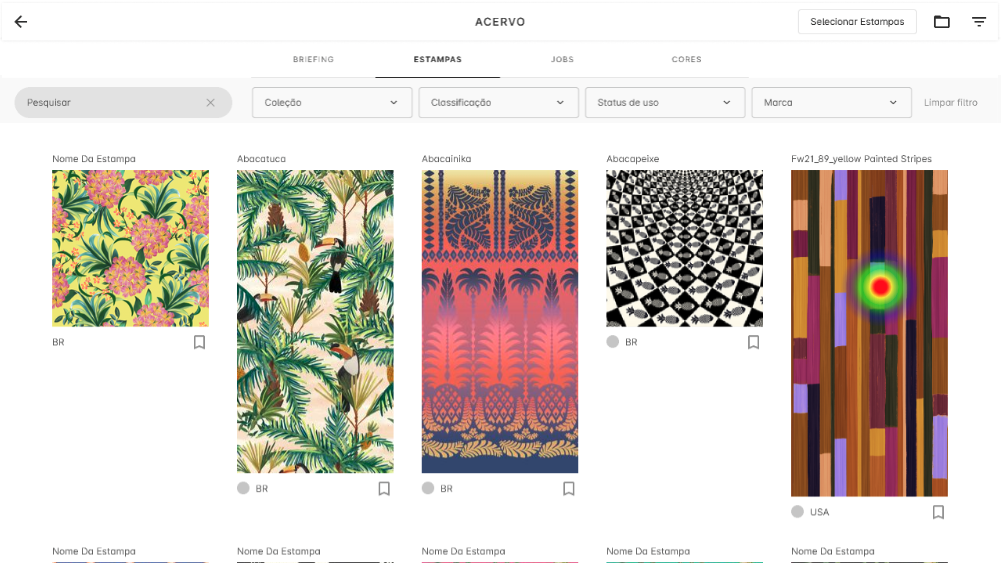 ACERVO
Selecionar Estampas
BRIEFING
ESTAMPAS
JOBS
CORES
Pesquisar
Coleção
Classificação
Status de uso
Marca
Limpar filtro
Nome Da Estampa
Abacatuca
Abacainika
Abacapeixe
Fw21_89_yellow Painted Stripes
BR
BR
BR
BR
USA
Nome Da Estampa
Nome Da Estampa
Nome Da Estampa
Nome Da Estampa
Nome Da Estampa